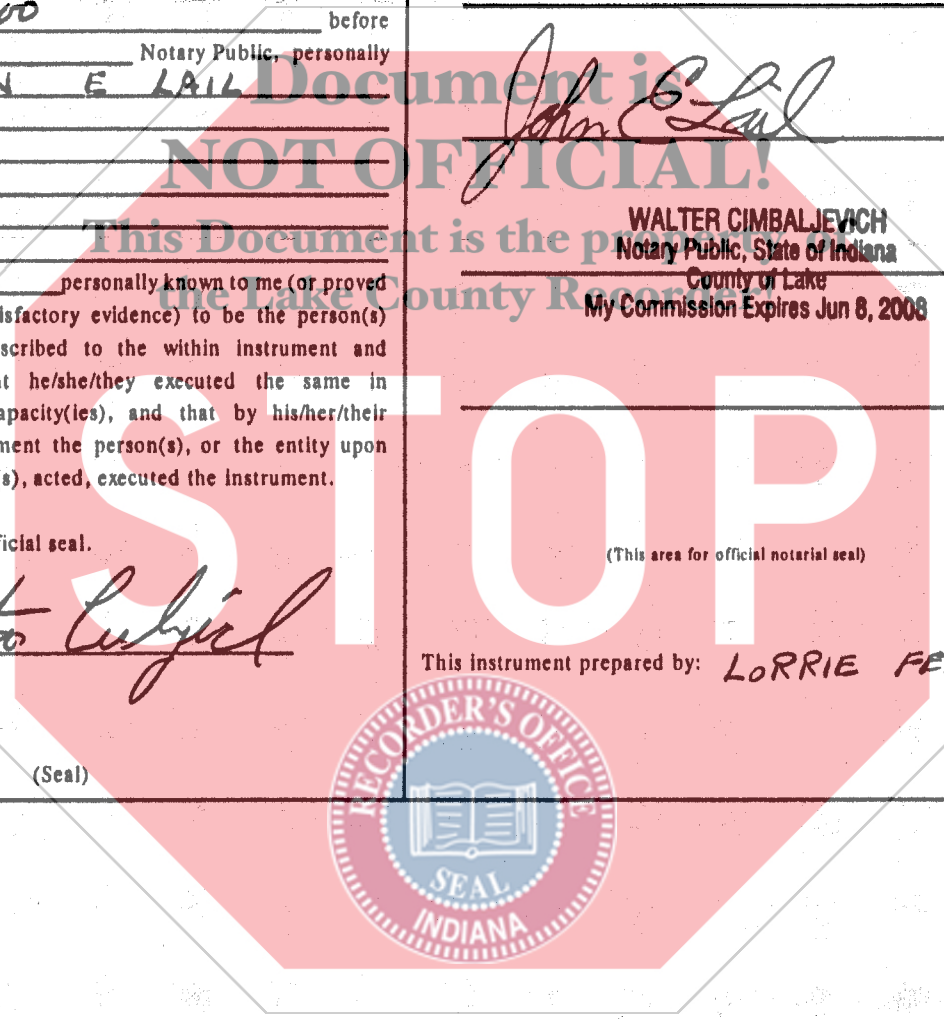 00 before
Notary Public, personally
N E LAIL
personally known to me (or proved
isfactory evidence) to be the person(s)
scribed to the within instrument and
t he/she/they executed the same in
apacity(ies), and that by his/her/their
ment the person(s), or the entity upon
s), acted, executed the instrument.
ficial seal.
(Seal)
John E Lail
WALTER CIMBALJEVICH
Notary Public, State of Indiana
County of Lake
My Commission Expires Jun 8, 2008
(This area for official notarial seal)
This instrument prepared by: LORRIE FE
Document is
NOT OFFICIAL!
This Document is the property of
the Lake County Recorder!
STOP
RECORDER'S OFFICE
SEAL
INDIANA